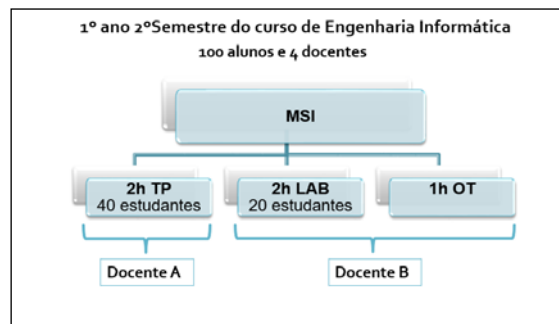 1º ano 2ºSemestre do curso de Engenharia Informática
100 alunos e 4 docentes
MSI
2h TP
40 estudantes
2h LAB
20 estudantes
1h OT
Docente A
Docente B